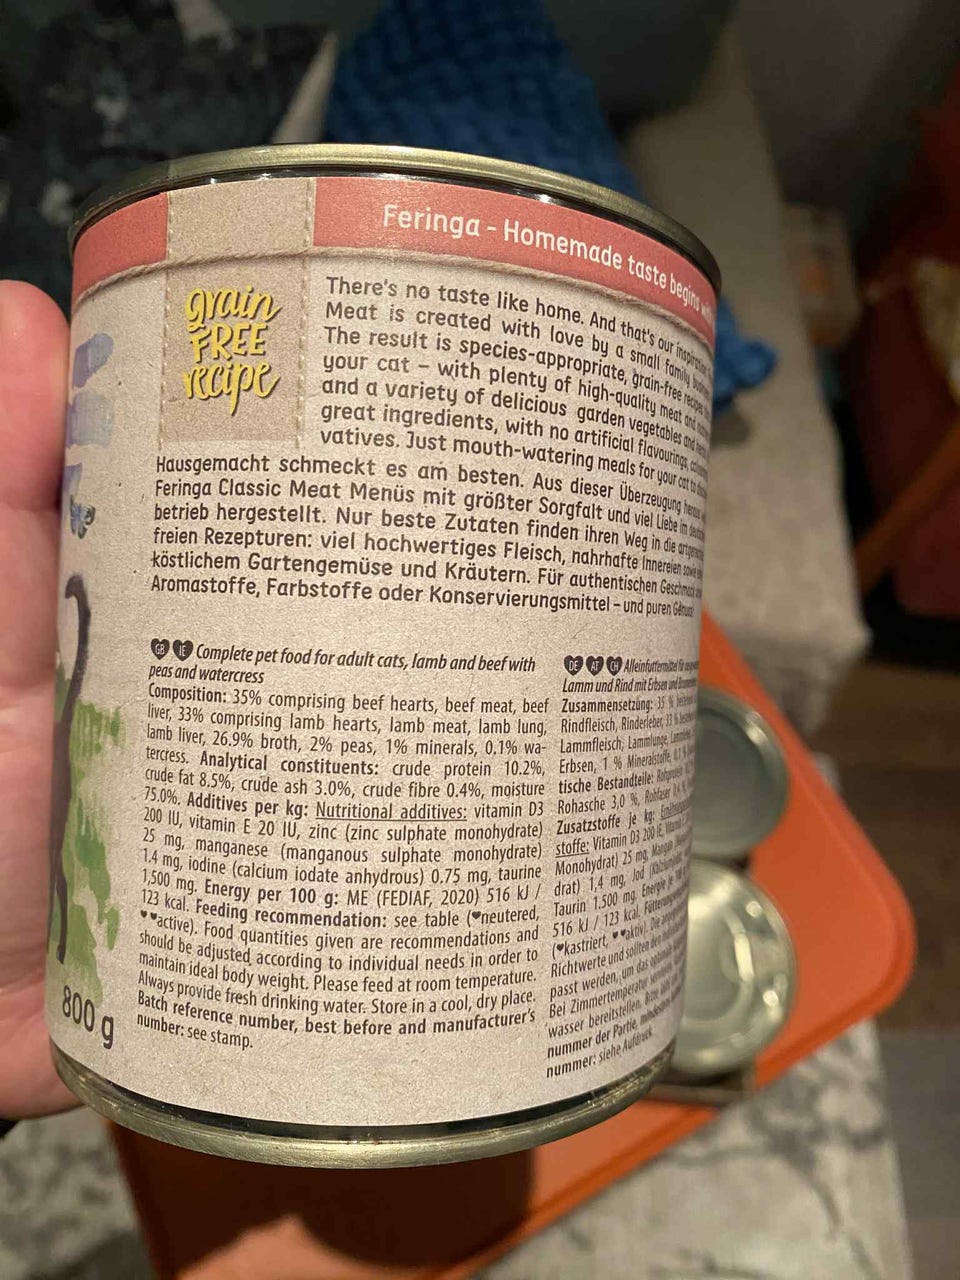 Feringa - Homemade taste begins
grain
FREE
recipe
There's no taste like home. And that's our inspiration
Meat is created with love by a small family
The result is species-appropriate, grain-free recipes
your cat – with plenty of high-quality meat and
and a variety of delicious garden vegetables and
great ingredients, with no artificial flavourings,
vatives. Just mouth-watering meals for your cat to
Hausgemacht schmeckt es am besten. Aus dieser Überzeugung heraus
Feringa Classic Meat Menüs mit größter Sorgfalt und viel Liebe im
betrieb hergestellt. Nur beste Zutaten finden ihren Weg in die
freien Rezepturen: viel hochwertiges Fleisch, nahrhafte Innereien sowie
köstlichem Gartengemüse und Kräutern. Für authentischen Geschmack
Aromastoffe, Farbstoffe oder Konservierungsmittel – und puren Genuss!
GB IE Complete pet food for adult cats, lamb and beef with
peas and watercress
Composition: 35% comprising beef hearts, beef meat, beef
liver, 33% comprising lamb hearts, lamb meat, lamb lung,
lamb liver, 26.9% broth, 2% peas, 1% minerals, 0.1% wa-
tercress. Analytical constituents: crude protein 10.2%,
crude fat 8.5%, crude ash 3.0%, crude fibre 0.4%, moisture
75.0%. Additives per kg: Nutritional additives: vitamin D3
200 IU, vitamin E 20 IU, zinc (zinc sulphate monohydrate)
25 mg, manganese (manganous sulphate monohydrate)
1.4 mg, iodine (calcium iodate anhydrous) 0.75 mg, taurine
1,500 mg. Energy per 100 g: ME (FEDIAF, 2020) 516 kJ /
123 kcal. Feeding recommendation: see table (♥neutered,
♥♥active). Food quantities given are recommendations and
should be adjusted according to individual needs in order to
maintain ideal body weight. Please feed at room temperature.
Always provide fresh drinking water. Store in a cool, dry place.
Batch reference number, best before and manufacturer's
number: see stamp.
DE AT CH Alleinfuttermittel für
Lamm und Rind mit Erbsen und
Zusammensetzung: 35 %
Rindfleisch, Rinderleber, 33 %
Lammfleisch, Lammlunge,
Erbsen, 1 % Mineralstoffe, 0,1 %
tische Bestandteile: Rohprotein
Rohasche 3,0 %, Rohfaser
Zusatzstoffe je kg:
stoffe: Vitamin D3 200 IE,
Monohydrat) 25 mg, Mangan
drat) 1,4 mg, Jod
Taurin 1.500 mg. Energie je 100
516 kJ / 123 kcal.
(♥kastriert, ♥♥aktiv). Die
Richtwerte und sollten den
passt werden, um das
Bei Zimmertemperatur
wasser bereitstellen. Bitte
nummer der Partie,
nummer: siehe Aufdruck.
800 g